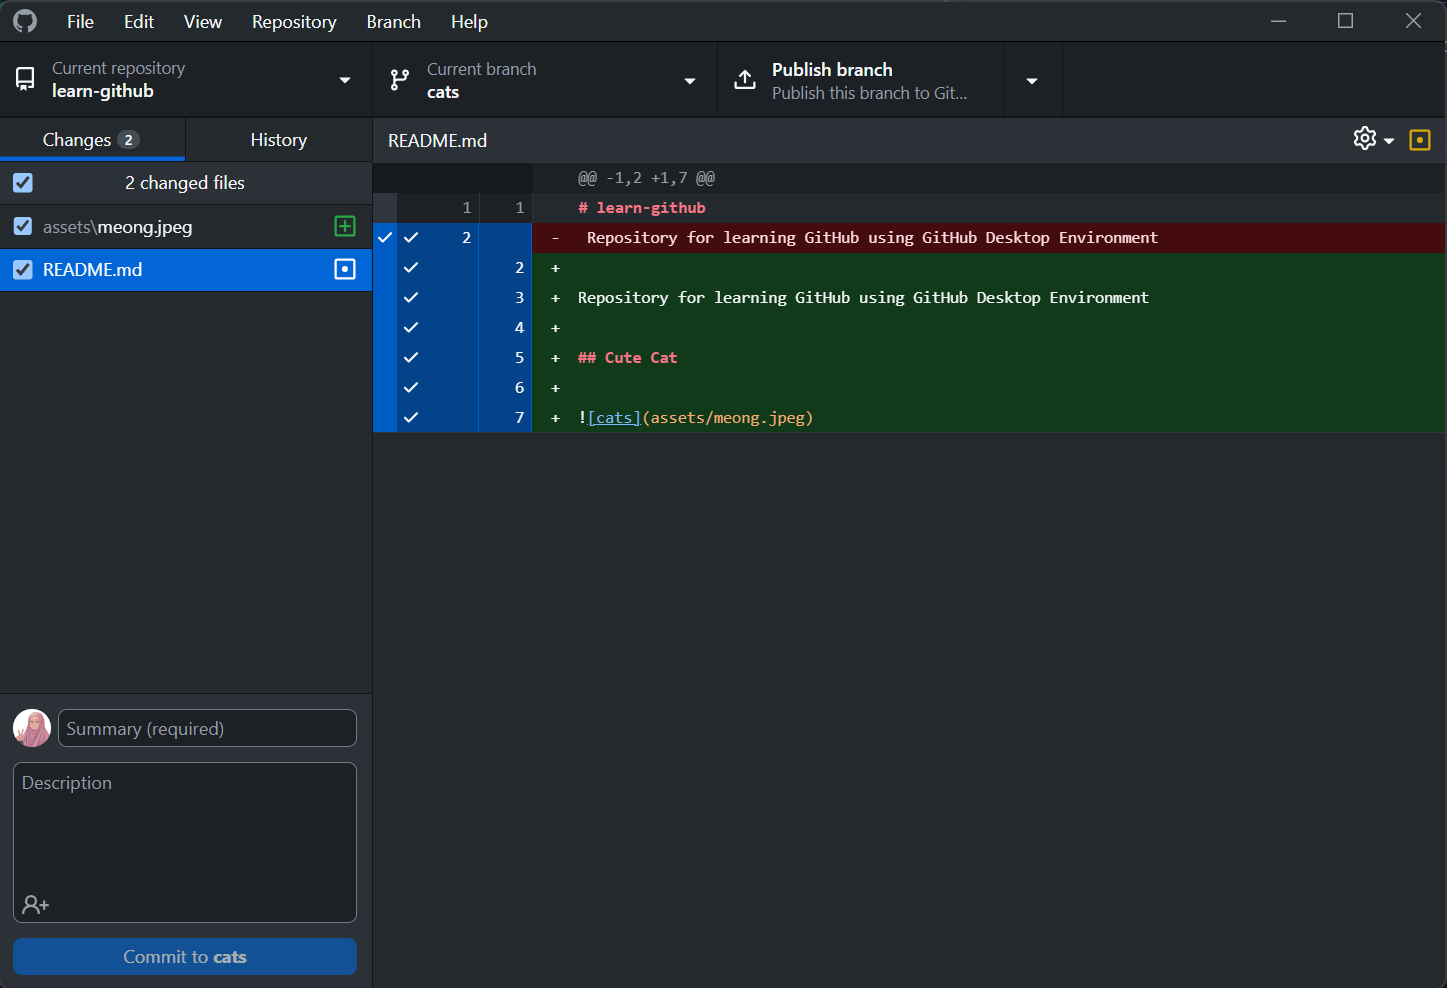 File Edit View Repository Branch Help
Current repository
learn-github
Current branch
cats
Publish branch
Publish this branch to Git...
Changes 2
History
README.md
2 changed files
assets\meong.jpeg
README.md
@@ -1,2 +1,7 @@
1 1 # learn-github
2 - Repository for learning GitHub using GitHub Desktop Environment
2 +
3 + Repository for learning GitHub using GitHub Desktop Environment
4 +
5 + ## Cute Cat
6 +
7 + ![cats](assets/meong.jpeg)
Summary (required)
Description
Commit to cats